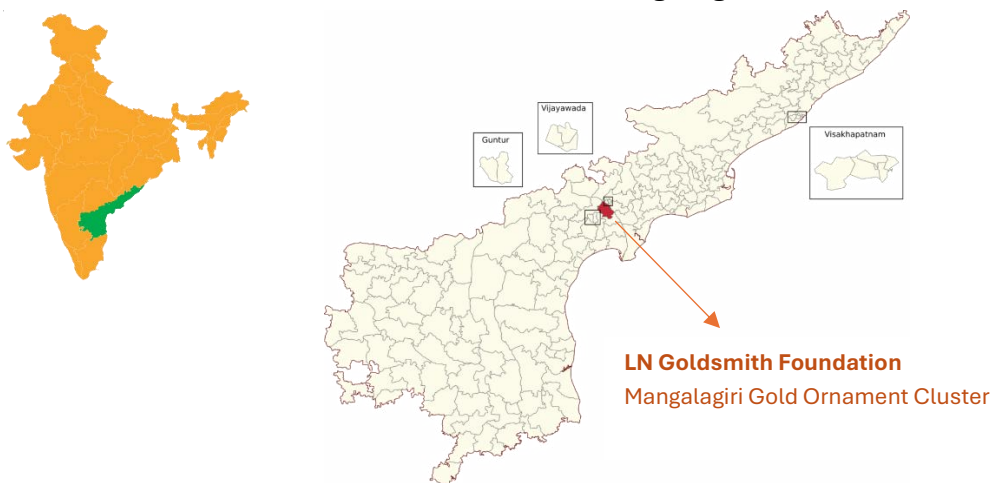 Vijayawada
Guntur
Visakhapatnam
LN Goldsmith Foundation
Mangalagiri Gold Ornament Cluster